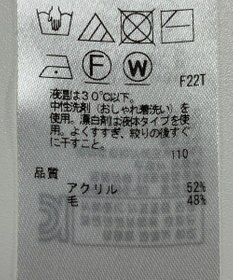 F W
F22T
液温は30℃以下。
中性洗剤(おしゃれ着洗い)を
使用。漂白剤は液体タイプを使
用。よくすすぎ、絞りの後すぐ
に干すこと。
110
品質
アクリル 52%
毛 48%